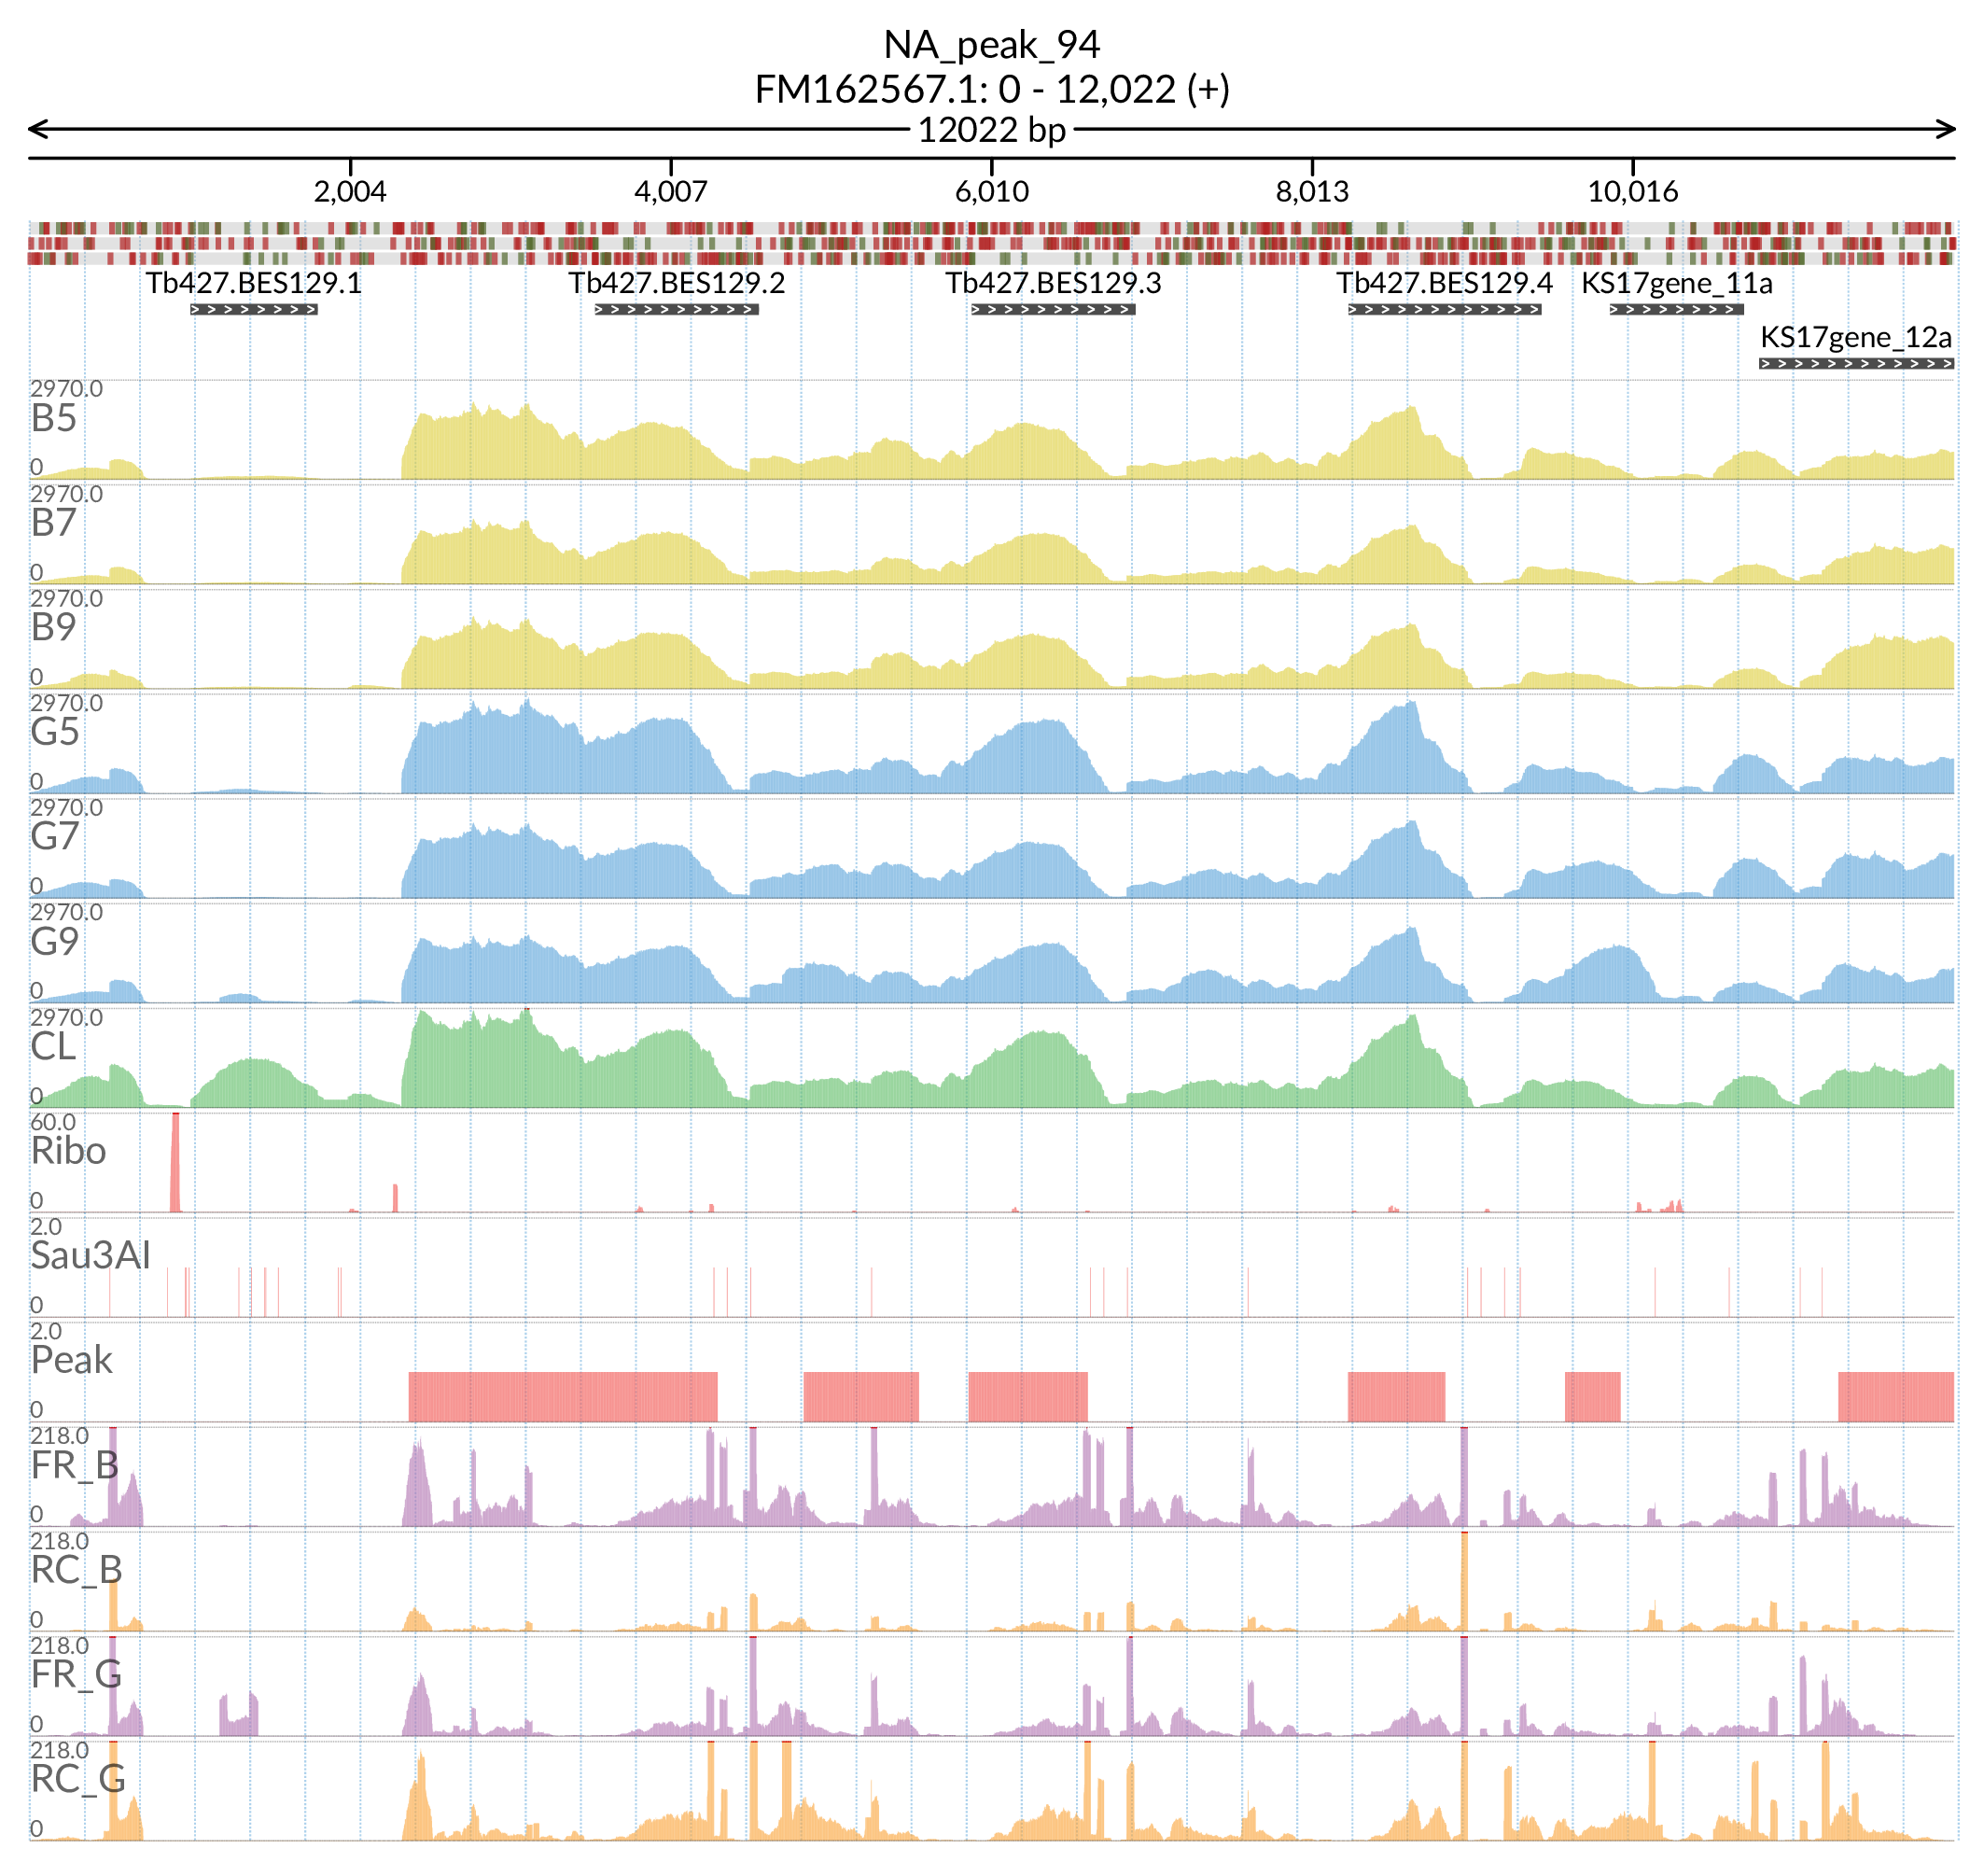 NA_peak_94
FM162567.1: 0 - 12,022 (+)
12022 bp
2,004 4,007 6,010 8,013 10,016
Tb427.BES129.1 Tb427.BES129.2 Tb427.BES129.3 Tb427.BES129.4 KS17gene_11a
KS17gene_12a
2970.0
B5
0
2970.0
B7
0
2970.0
B9
0
2970.0
G5
0
2970.0
G7
0
2970.0
G9
0
2970.0
CL
0
60.0
Ribo
0
2.0
Sau3AI
0
2.0
Peak
0
218.0
FR_B
0
218.0
RC_B
0
218.0
FR_G
0
218.0
RC_G
0